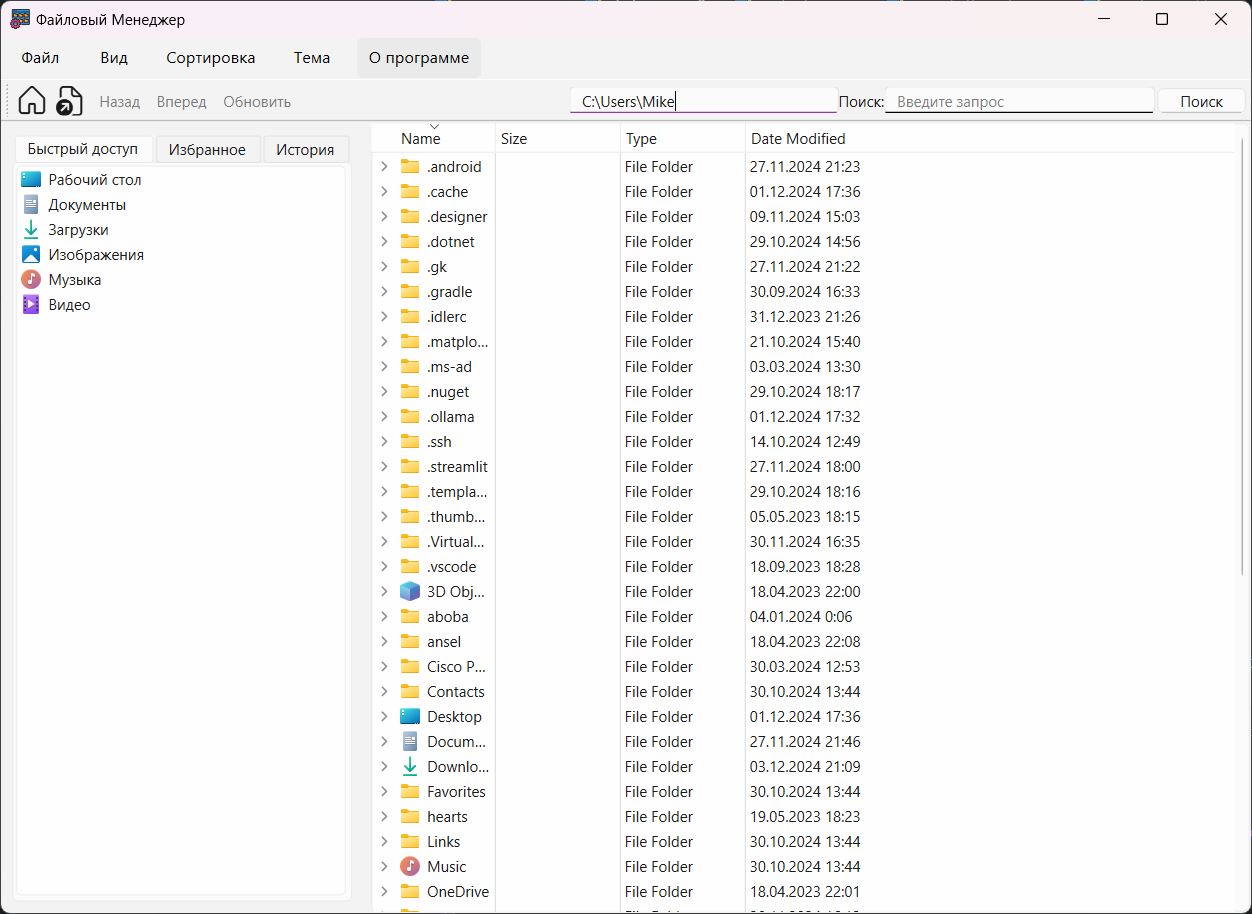 Файловый Менеджер
Файл Вид Сортировка Тема О программе
Назад Вперед Обновить C:\Users\Mike Поиск: Введите запрос Поиск
Быстрый доступ Избранное История
Рабочий стол
Документы
Загрузки
Изображения
Музыка
Видео
Name Size Type Date Modified
.android File Folder 27.11.2024 21:23
.cache File Folder 01.12.2024 17:36
.designer File Folder 09.11.2024 15:03
.dotnet File Folder 29.10.2024 14:56
.gk File Folder 27.11.2024 21:22
.gradle File Folder 30.09.2024 16:33
.idlerc File Folder 31.12.2023 21:26
.matplo... File Folder 21.10.2024 15:40
.ms-ad File Folder 03.03.2024 13:30
.nuget File Folder 29.10.2024 18:17
.ollama File Folder 01.12.2024 17:32
.ssh File Folder 14.10.2024 12:49
.streamlit File Folder 27.11.2024 18:00
.templa... File Folder 29.10.2024 18:16
.thumb... File Folder 05.05.2023 18:15
.Virtual... File Folder 30.11.2024 16:35
.vscode File Folder 18.09.2023 18:28
3D Obj... File Folder 18.04.2023 22:00
aboba File Folder 04.01.2024 0:06
ansel File Folder 18.04.2023 22:08
Cisco P... File Folder 30.03.2024 12:53
Contacts File Folder 30.10.2024 13:44
Desktop File Folder 01.12.2024 17:36
Docum... File Folder 27.11.2024 21:46
Downlo... File Folder 03.12.2024 21:09
Favorites File Folder 30.10.2024 13:44
hearts File Folder 19.05.2023 18:23
Links File Folder 30.10.2024 13:44
Music File Folder 30.10.2024 13:44
OneDrive File Folder 18.04.2023 22:01